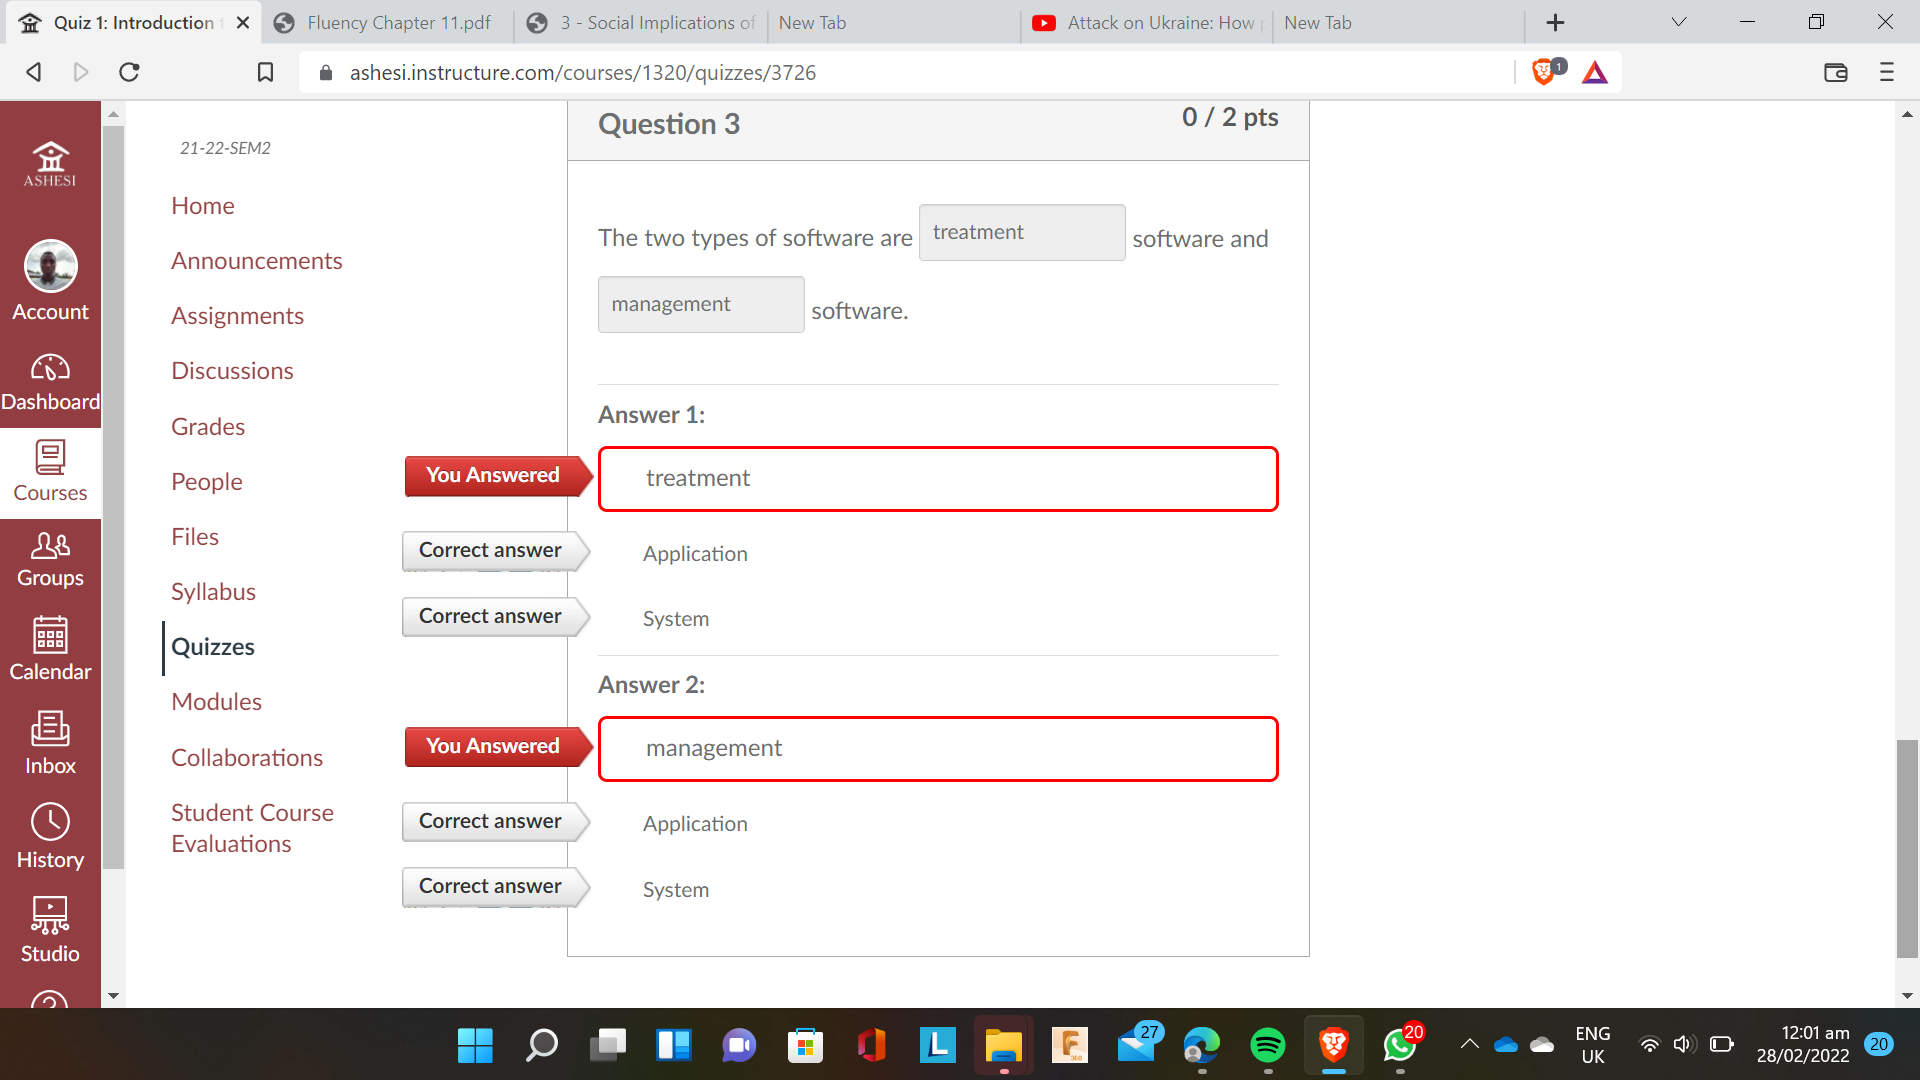 Quiz 1: Introduction
Fluency Chapter 11.pdf
3 - Social Implications of
New Tab
Attack on Ukraine: How
New Tab
ashesi.instructure.com/courses/1320/quizzes/3726
1
ASHESI
Account
Dashboard
Courses
Groups
Calendar
Inbox
History
Studio
21-22-SEM2
Home
Announcements
Assignments
Discussions
Grades
People
Files
Syllabus
Quizzes
Modules
Collaborations
Student Course
Evaluations
Question 3
0 / 2 pts
The two types of software are treatment software and
management software.
Answer 1:
You Answered treatment
Correct answer Application
Correct answer System
Answer 2:
You Answered management
Correct answer Application
Correct answer System
L
F
360
27
20
ENG
UK
12:01 am
28/02/2022
20